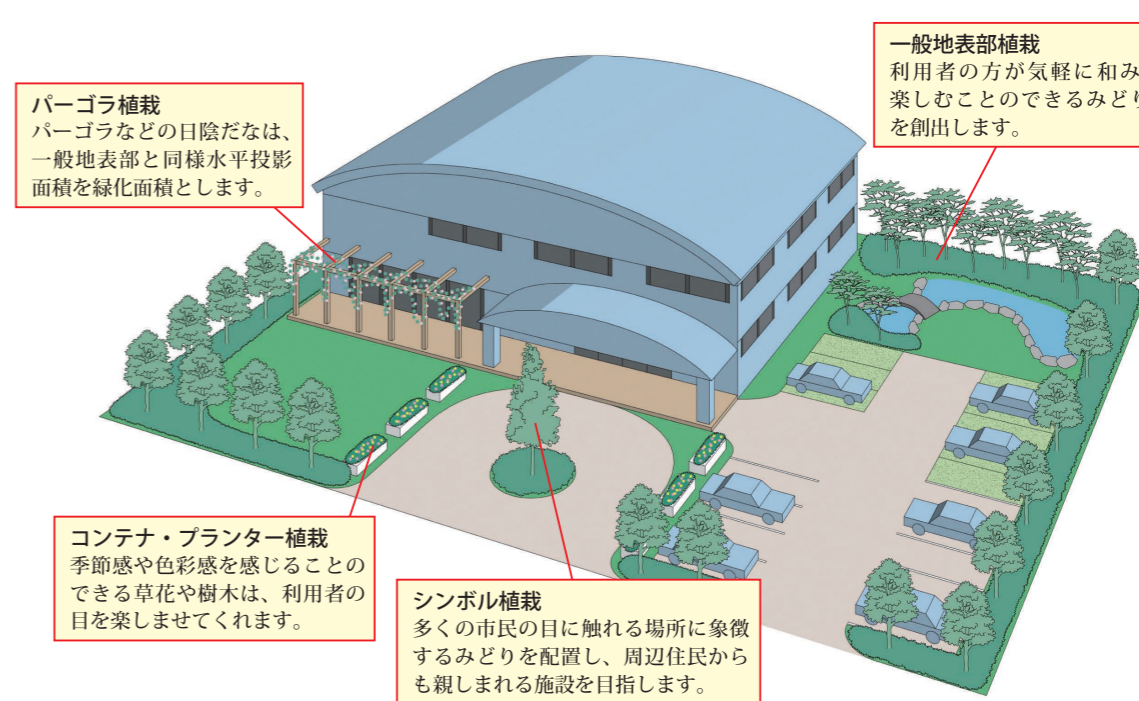 一般地表部植栽
利用者の方が気軽に和み
楽しむことのできるみどり
を創出します。
パーゴラ植栽
パーゴラなどの日陰だなは、
一般地表部と同様水平投影
面積を緑化面積とします。
コンテナ・プランター植栽
季節感や色彩感を感じることの
できる草花や樹木は、利用者の
目を楽しませてくれます。
シンボル植栽
多くの市民の目に触れる場所に象徴
するみどりを配置し、周辺住民から
も親しまれる施設を目指します。